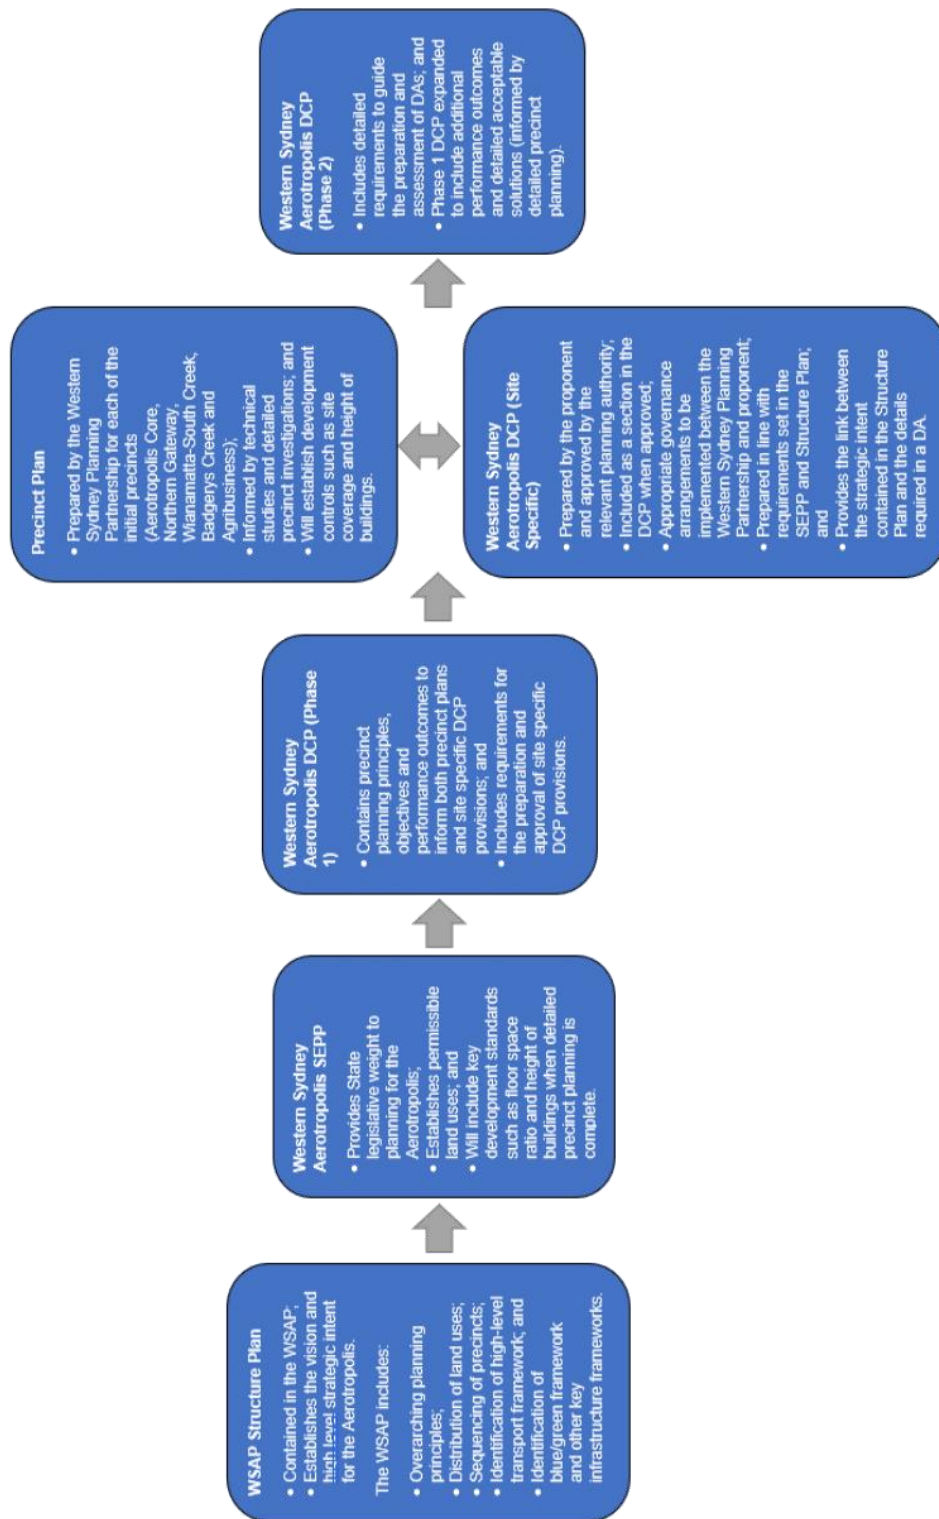 WSAP Structure Plan
• Contained in the WSAP;
• Establishes the vision and
high level strategic intent
for the Aerotropolis.
The WSAP includes:
• Overarching planning
principles;
• Distribution of land uses;
• Sequencing of precincts;
• Identification of high-level
transport framework; and
• Identification of
blue/green framework
and other key
infrastructure frameworks.
Western Sydney
Aerotropolis SEPP
• Provides State
legislative weight to
planning for the
Aerotropolis;
• Establishes permissible
land uses; and
• Will include key
development standards
such as floor space
ratio and height of
buildings when detailed
precinct planning is
complete.
Western Sydney
Aerotropolis DCP (Phase
1)
• Contains precinct
planning principles,
objectives and
performance outcomes to
inform both precinct plans
and site specific DCP
provisions; and
• Includes requirements for
the preparation and
approval of site specific
DCP provisions.
Precinct Plan
• Prepared by the Western
Sydney Planning
Partnership for each of the
initial precincts
(Aerotropolis Core,
Northern Gateway,
Wianamatta-South Creek,
Badgerys Creek and
Agribusiness);
• Informed by technical
studies and detailed
precinct investigations; and
• Will establish development
controls such as site
coverage and height of
buildings.
Western Sydney
Aerotropolis DCP (Site
Specific)
• Prepared by the proponent
and approved by the
relevant planning authority;
• Included as a section in the
DCP when approved;
• Appropriate governance
arrangements to be
implemented between the
Western Sydney Planning
Partnership and proponent;
• Prepared in line with
requirements set in the
SEPP and Structure Plan;
and
• Provides the link between
the strategic intent
contained in the Structure
Plan and the details
required in a DA.
Western Sydney
Aerotropolis DCP
(Phase 2)
• Includes detailed
requirements to guide
the preparation and
assessment of DAs; and
• Phase 1 DCP expanded
to include additional
performance outcomes
and detailed acceptable
solutions (informed by
detailed precinct
planning).